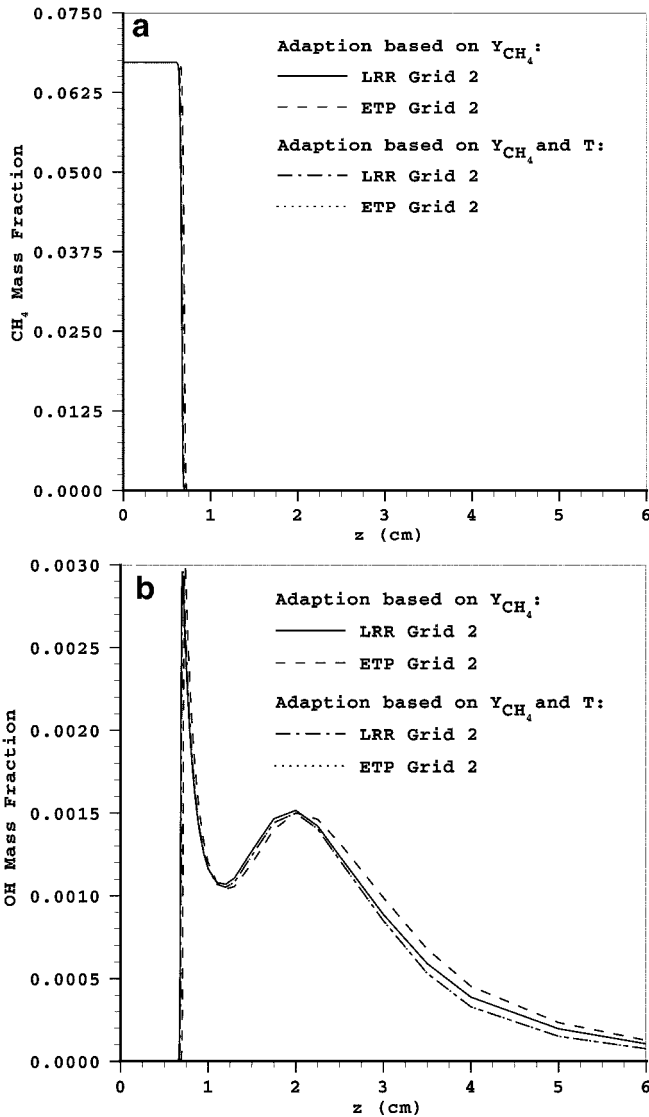 a
0.0750
0.0625
0.0500
0.0375
0.0250
0.0125
0.0000
CH4 Mass Fraction
Adaption based on YCH4:
LRR Grid 2
ETP Grid 2
Adaption based on YCH4 and T:
LRR Grid 2
ETP Grid 2
0 1 2 3 4 5 6
z (cm)
b
0.0030
0.0025
0.0020
0.0015
0.0010
0.0005
0.0000
OH Mass Fraction
Adaption based on YCH4:
LRR Grid 2
ETP Grid 2
Adaption based on YCH4 and T:
LRR Grid 2
ETP Grid 2
0 1 2 3 4 5 6
z (cm)